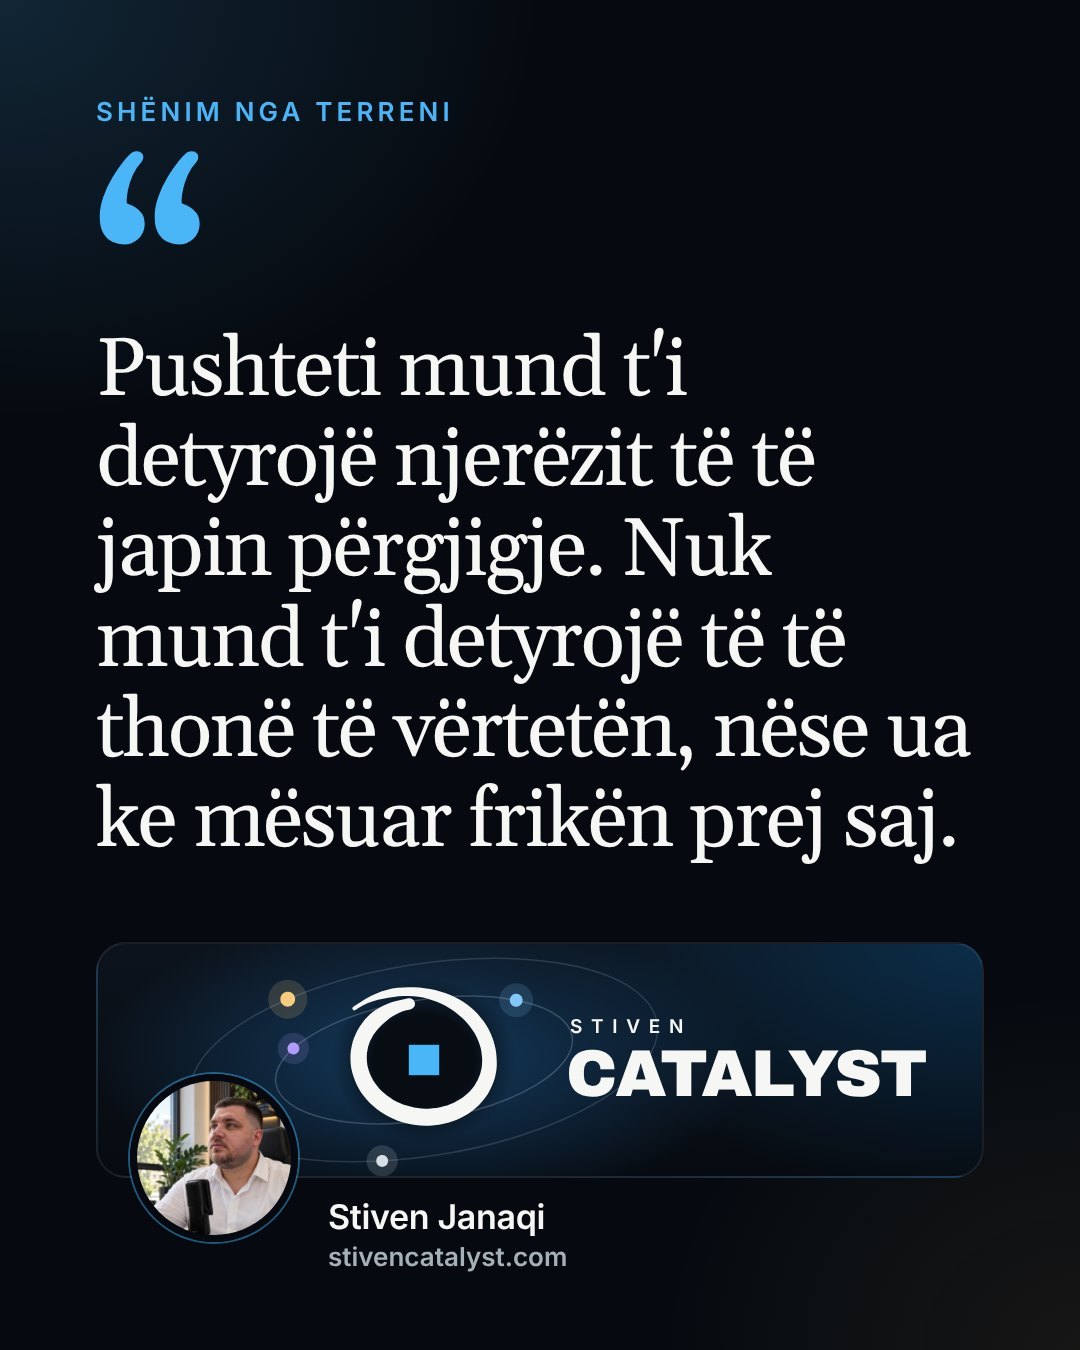 SHËNIM NGA TERRENI
“
Pushteti mund t'i
detyrojë njerëzit të të
japin përgjigje. Nuk
mund t'i detyrojë të të
thonë të vërtetën, nëse ua
ke mësuar frikën prej saj.
STIVEN
CATALYST
Stiven Janaqi
stivencatalyst.com